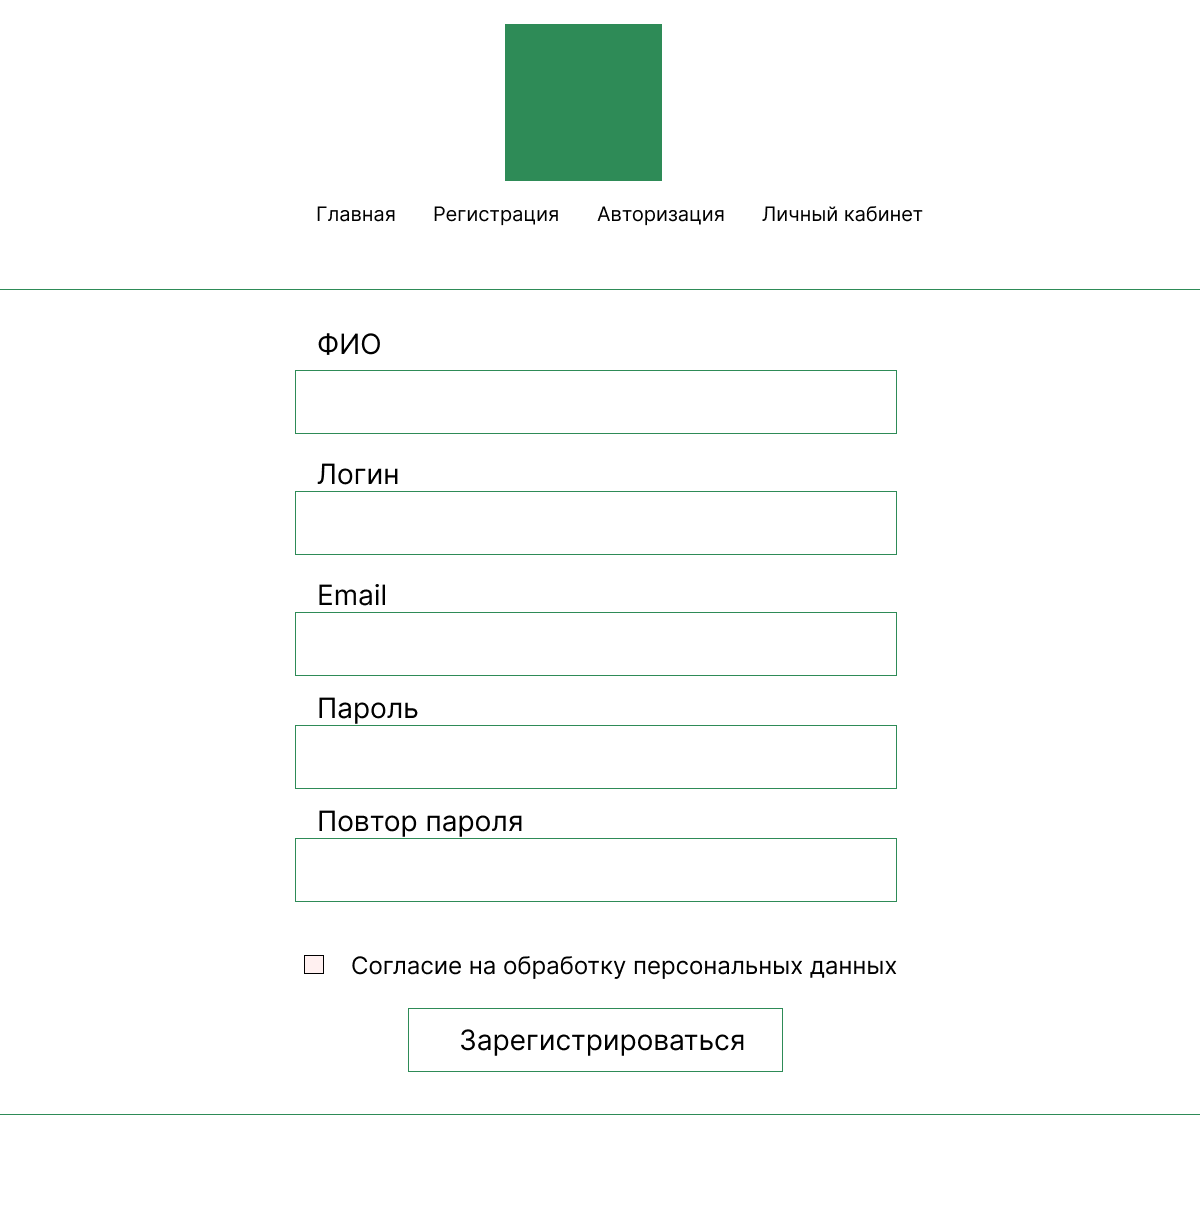 Главная Регистрация Авторизация Личный кабинет
ФИО
Логин
Email
Пароль
Повтор пароля
Согласие на обработку персональных данных
Зарегистрироваться